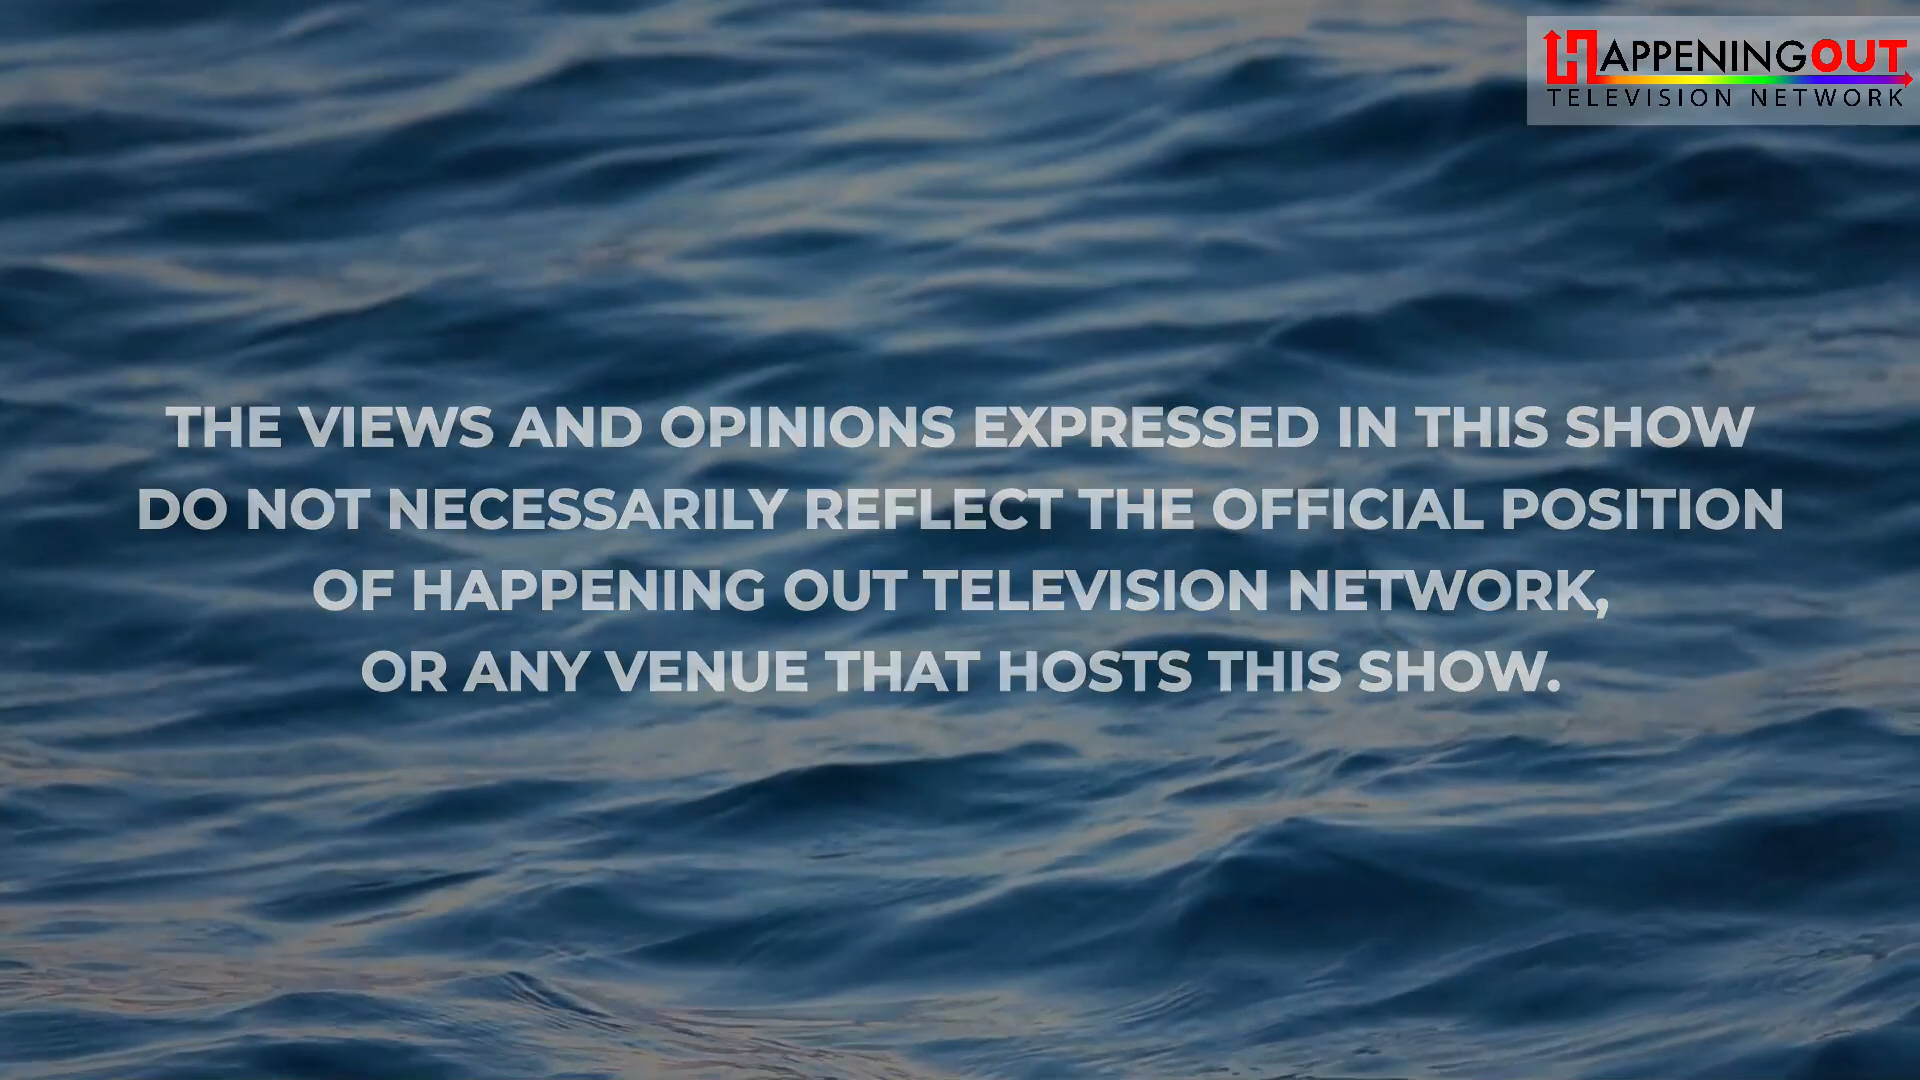 HAPPENINGOUT
TELEVISION NETWORK
THE VIEWS AND OPINIONS EXPRESSED IN THIS SHOW
DO NOT NECESSARILY REFLECT THE OFFICIAL POSITION
OF HAPPENING OUT TELEVISION NETWORK,
OR ANY VENUE THAT HOSTS THIS SHOW.